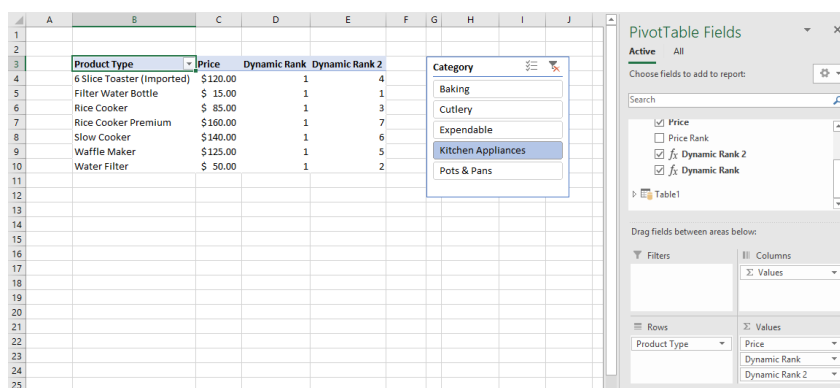 A B C D E F G H I J
1
2
3 Product Type Price Dynamic Rank Dynamic Rank 2
4 6 Slice Toaster (Imported) $120.00 1 4
5 Filter Water Bottle $ 15.00 1 1
6 Rice Cooker $ 85.00 1 3
7 Rice Cooker Premium $160.00 1 7
8 Slow Cooker $140.00 1 6
9 Waffle Maker $125.00 1 5
10 Water Filter $ 50.00 1 2
11
12
13
14
15
16
17
18
19
20
21
22
23
24
25
Category
Baking
Cutlery
Expendable
Kitchen Appliances
Pots & Pans
PivotTable Fields
Active All
Choose fields to add to report:
Search
Price
Price Rank
fx Dynamic Rank 2
fx Dynamic Rank
Table1
Drag fields between areas below:
Filters
Columns
Σ Values
Rows
Product Type
Σ Values
Price
Dynamic Rank
Dynamic Rank 2